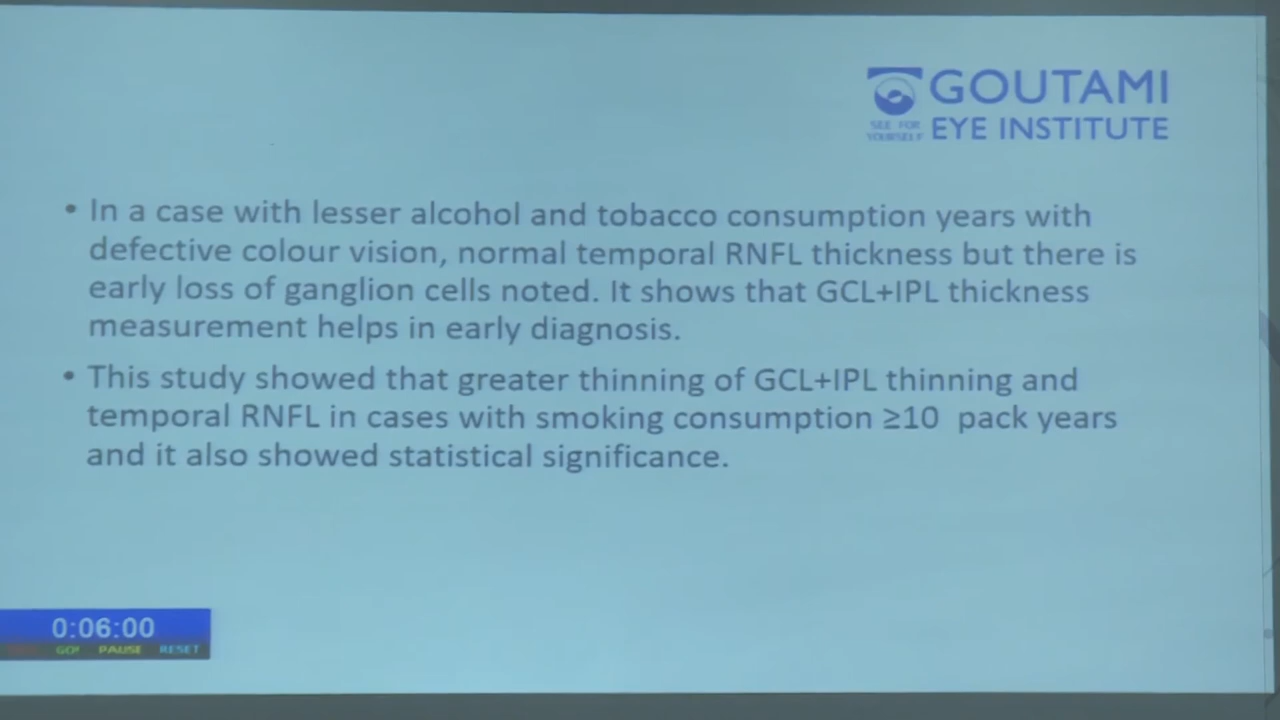 GOUTAMI
EYE INSTITUTE
SEE FOR
YOURSELF
• In a case with lesser alcohol and tobacco consumption years with
defective colour vision, normal temporal RNFL thickness but there is
early loss of ganglion cells noted. It shows that GCL+IPL thickness
measurement helps in early diagnosis.
• This study showed that greater thinning of GCL+IPL thinning and
temporal RNFL in cases with smoking consumption ≥10 pack years
and it also showed statistical significance.
0:06:00
GO! PAUSE RESET